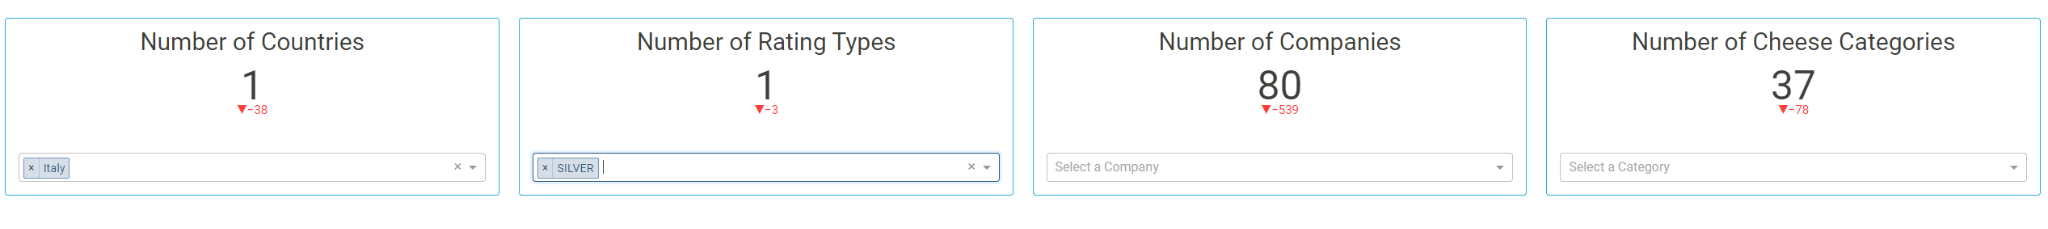 Number of Countries
1
▼−38
× Italy × ▼
Number of Rating Types
1
▼−3
× SILVER × ▼
Number of Companies
80
▼−539
Select a Company ▼
Number of Cheese Categories
37
▼−78
Select a Category ▼